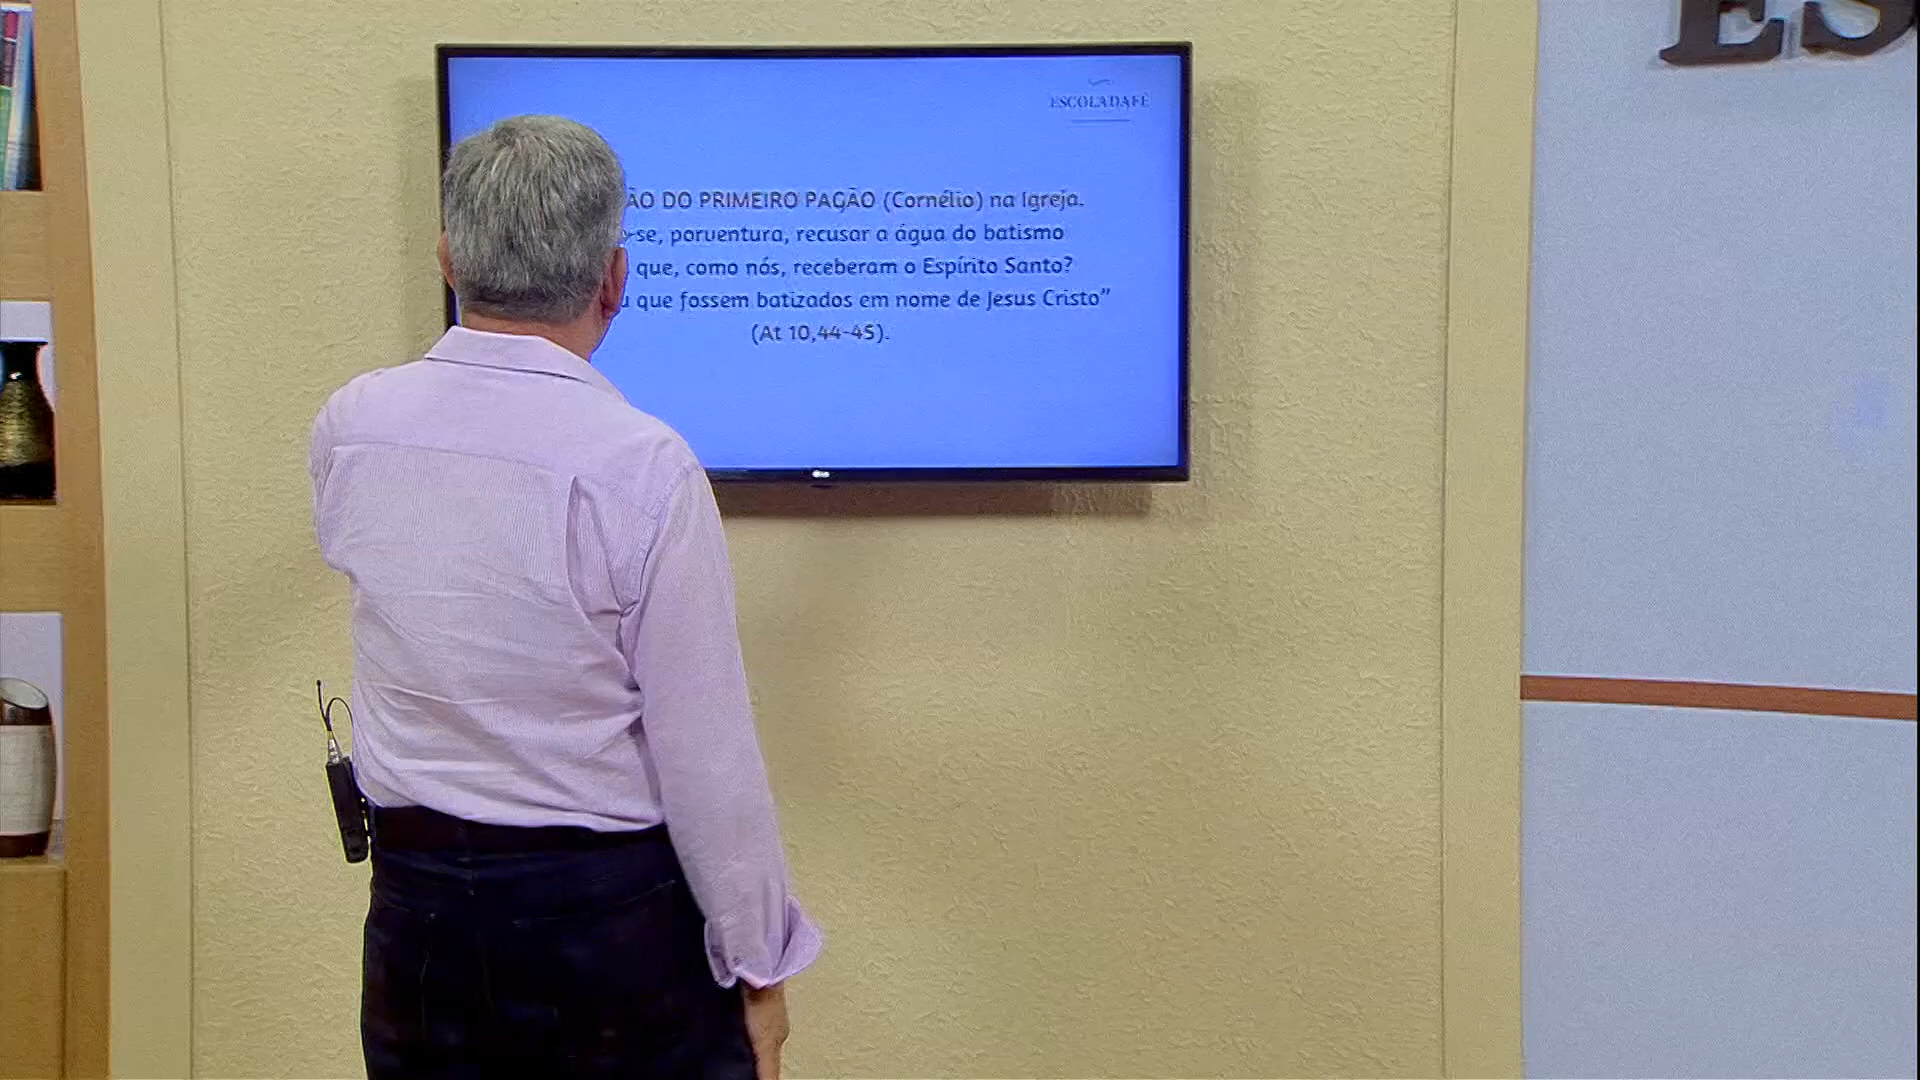 ES
ESCOLADAFÉ
ÃO DO PRIMEIRO PAGÃO (Cornélio) na Igreja.
-se, porventura, recusar a água do batismo
que, como nós, receberam o Espírito Santo?
u que fossem batizados em nome de Jesus Cristo”
(At 10,44-45).